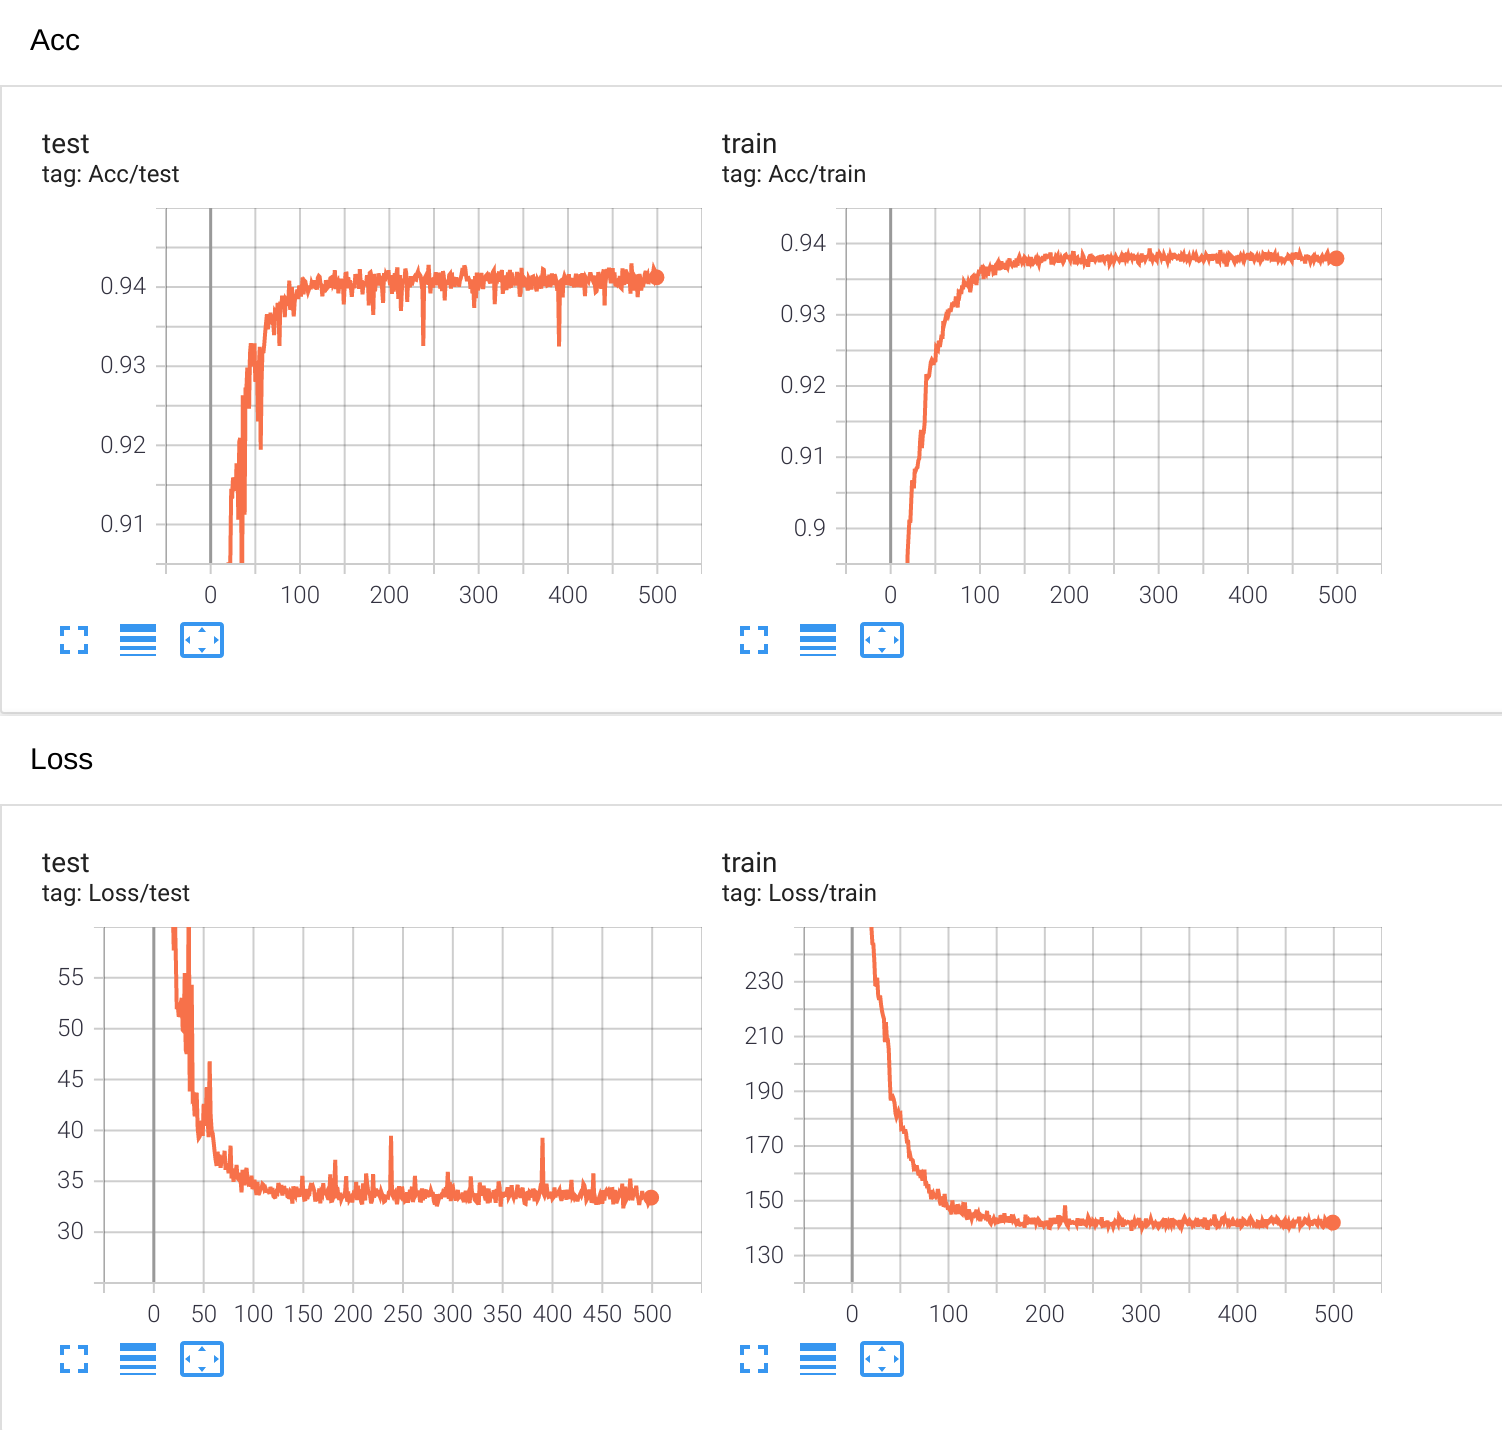 Acc
test
tag: Acc/test
0.94
0.93
0.92
0.91
0 100 200 300 400 500
train
tag: Acc/train
0.94
0.93
0.92
0.91
0.9
0 100 200 300 400 500
Loss
test
tag: Loss/test
55
50
45
40
35
30
0 50 100 150 200 250 300 350 400 450 500
train
tag: Loss/train
230
210
190
170
150
130
0 100 200 300 400 500